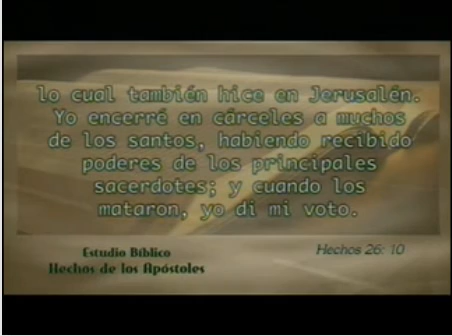 lo cual también hice en Jerusalén.
Yo encerré en cárceles a muchos
de los santos, habiendo recibido
poderes de los principales
sacerdotes; y cuando los
mataron, yo di mi voto.
Hechos 26: 10
Estudio Bíblico
Hechos de los Apóstoles